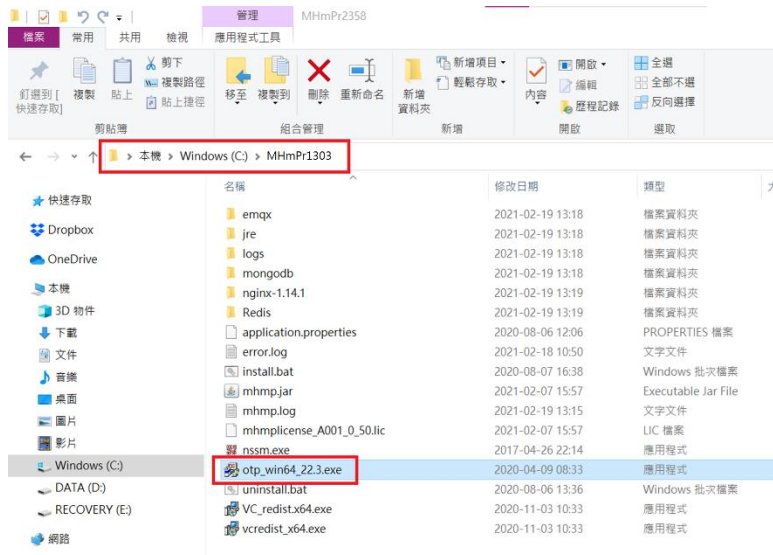 管理 MHmPr2358
檔案 常用 共用 檢視 應用程式工具
釘選到 [
快速存取]
複製
貼上
剪下
複製路徑
貼上捷徑
剪貼簿
移至
複製到
刪除
重新命名
組合管理
新增
資料夾
新增項目
輕鬆存取
新增
內容
開啟
編輯
歷程記錄
開啟
全選
全部不選
反向選擇
選取
本機 > Windows (C:) > MHmPr1303
快速存取
Dropbox
OneDrive
本機
3D 物件
下載
文件
音樂
桌面
圖片
影片
Windows (C:)
DATA (D:)
RECOVERY (E:)
網路
名稱 修改日期 類型
emqx 2021-02-19 13:18 檔案資料夾
jre 2021-02-19 13:18 檔案資料夾
logs 2021-02-19 13:18 檔案資料夾
mongodb 2021-02-19 13:18 檔案資料夾
nginx-1.14.1 2021-02-19 13:19 檔案資料夾
Redis 2021-02-19 13:19 檔案資料夾
application.properties 2020-08-06 12:06 PROPERTIES 檔案
error.log 2021-02-18 10:50 文字文件
install.bat 2020-08-07 16:38 Windows 批次檔案
mhmp.jar 2021-02-07 15:57 Executable Jar File
mhmp.log 2021-02-19 13:15 文字文件
mhmplicense_A001_0_50.lic 2021-02-07 15:57 LIC 檔案
nssm.exe 2017-04-26 22:14 應用程式
otp_win64_22.3.exe 2020-04-09 08:33 應用程式
uninstall.bat 2020-08-06 13:36 Windows 批次檔案
VC_redist.x64.exe 2020-11-03 10:33 應用程式
vcredist_x64.exe 2020-11-03 10:33 應用程式